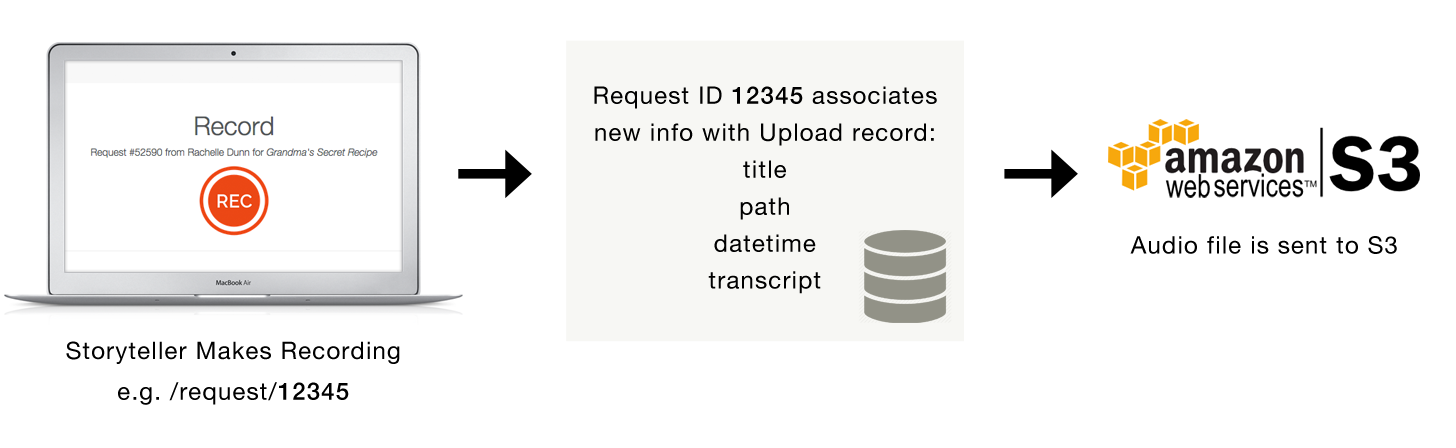 Record
Request #52590 from Rachelle Dunn for Grandma's Secret Recipe
REC
MacBook Air
Storyteller Makes Recording
e.g. /request/12345
Request ID 12345 associates
new info with Upload record:
title
path
datetime
transcript
amazon
web services™
S3
Audio file is sent to S3